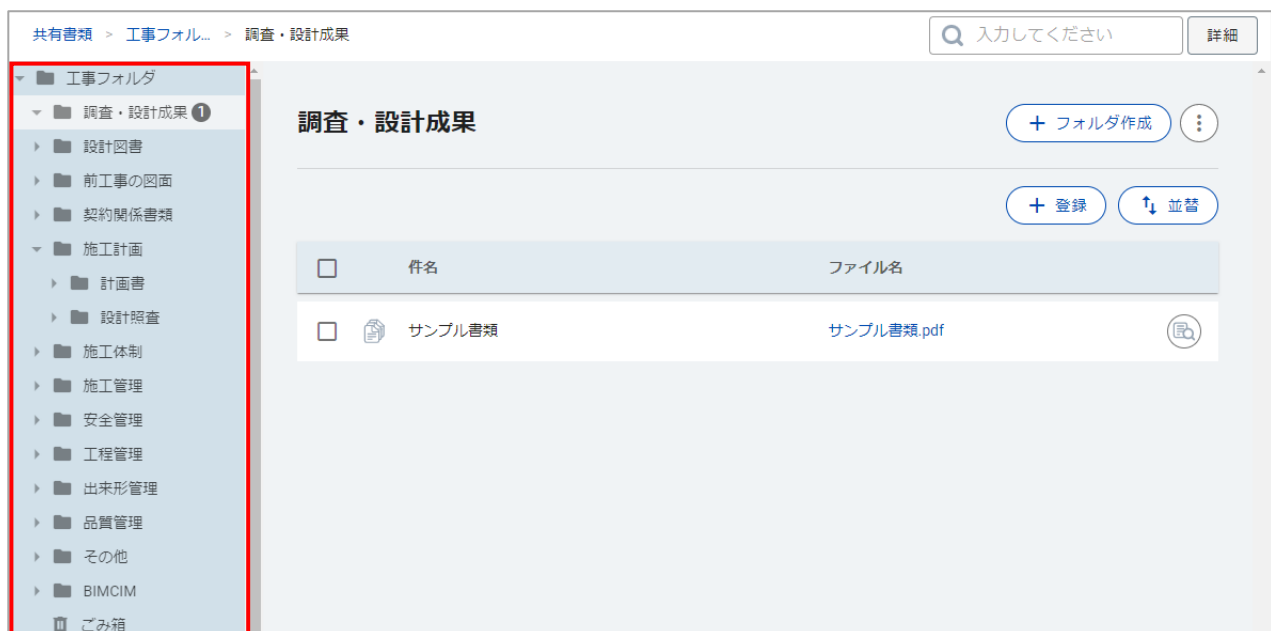 共有書類 > 工事フォル... > 調査・設計成果
入力してください
詳細
工事フォルダ
調査・設計成果 1
設計図書
前工事の図面
契約関係書類
施工計画
計画書
設計照査
施工体制
施工管理
安全管理
工程管理
出来形管理
品質管理
その他
BIMCIM
ごみ箱
調査・設計成果
+ フォルダ作成
+ 登録
並替
件名 ファイル名
サンプル書類 サンプル書類.pdf